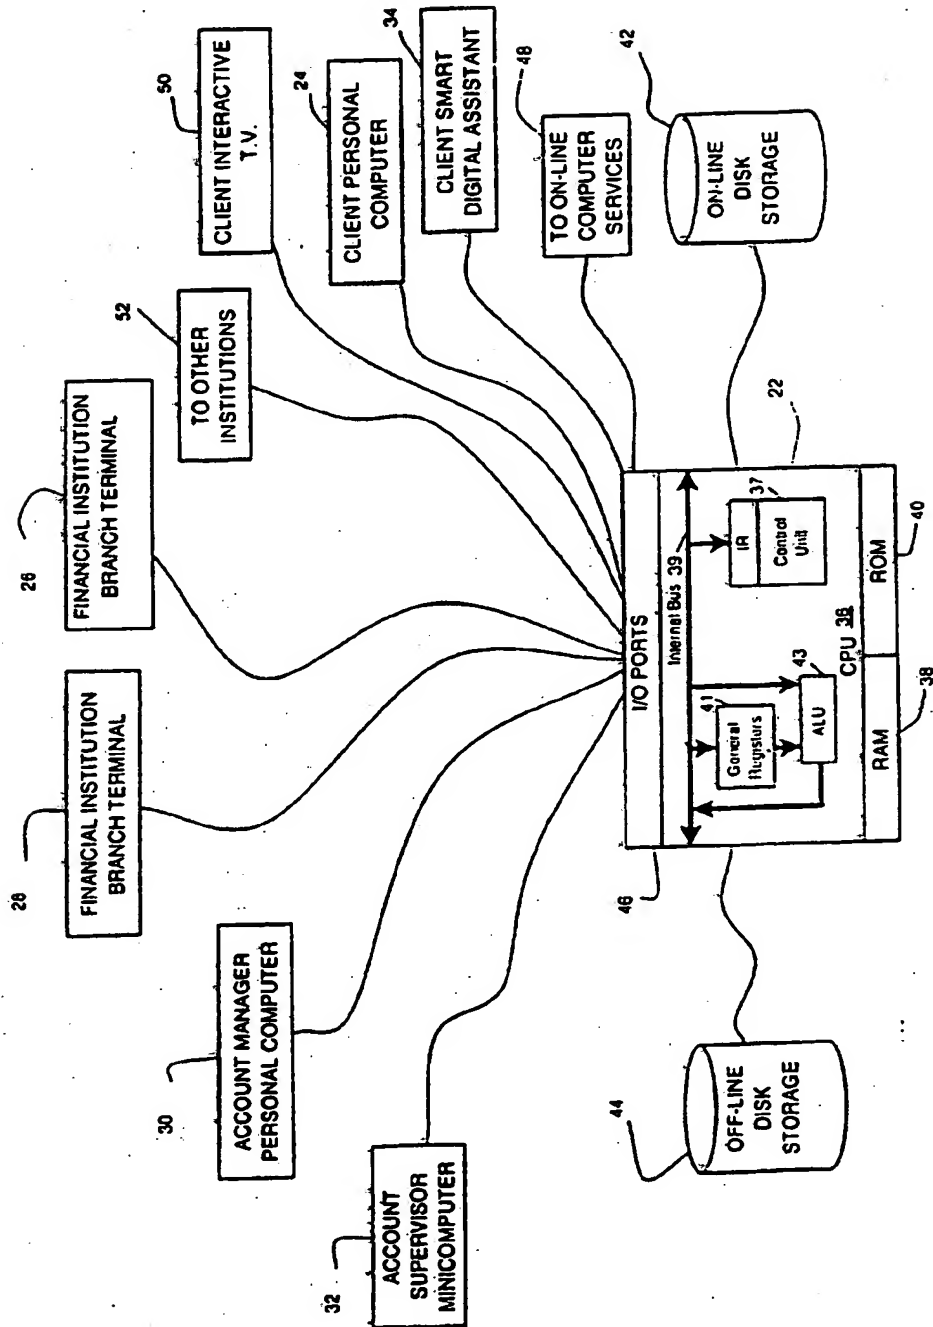 50
CLIENT INTERACTIVE
T.V.
24
CLIENT PERSONAL
COMPUTER
34
CLIENT SMART
DIGITAL ASSISTANT
48
TO ON-LINE
COMPUTER
SERVICES
42
ON-LINE
DISK
STORAGE
52
TO OTHER
INSTITUTIONS
26
FINANCIAL INSTITUTION
BRANCH TERMINAL
28
FINANCIAL INSTITUTION
BRANCH TERMINAL
30
ACCOUNT MANAGER
PERSONAL COMPUTER
32
ACCOUNT
SUPERVISOR
MINICOMPUTER
44
OFF-LINE
DISK
STORAGE
46
I/O PORTS
Internal Bus 39
22
IR
37
Control
Unit
41
General
Registers
43
ALU
CPU 36
RAM
ROM
38
40